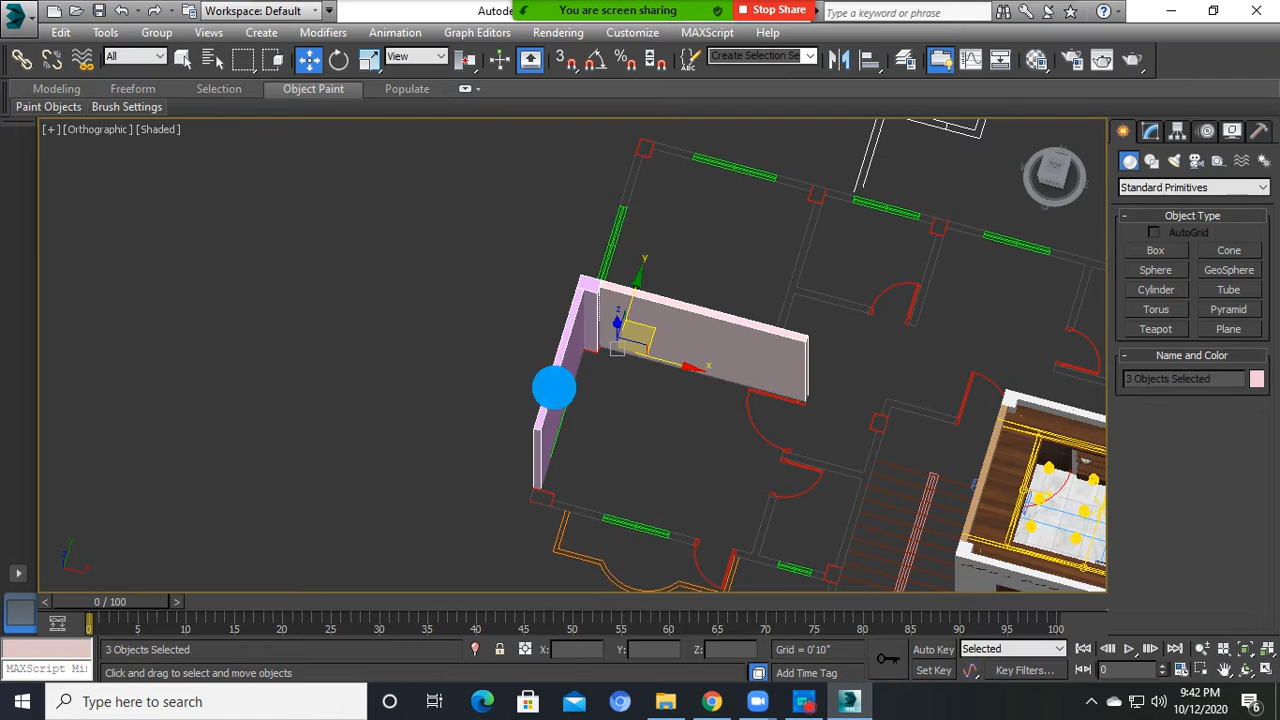 Workspace: Default
Autode
You are screen sharing
Stop Share
Type a keyword or phrase
Edit Tools Group Views Create Modifiers Animation Graph Editors Rendering Customize MAXScript Help
All
View
Create Selection Se
Modeling Freeform Selection Object Paint Populate
Paint Objects Brush Settings
[+] [Orthographic] [Shaded]
TOP
y
z
x
Standard Primitives
Object Type
AutoGrid
Box Cone
Sphere GeoSphere
Cylinder Tube
Torus Pyramid
Teapot Plane
Name and Color
3 Objects Selected
0 / 100
0 5 10 15 20 25 30 35 40 45 50 55 60 65 70 75 80 85 90 95 100
3 Objects Selected
X: Y: Z: Grid = 0'10"
Auto Key Selected
MAXScript Mi
Click and drag to select and move objects
Add Time Tag
Set Key Key Filters...
0
Type here to search
9:42 PM
10/12/2020
6